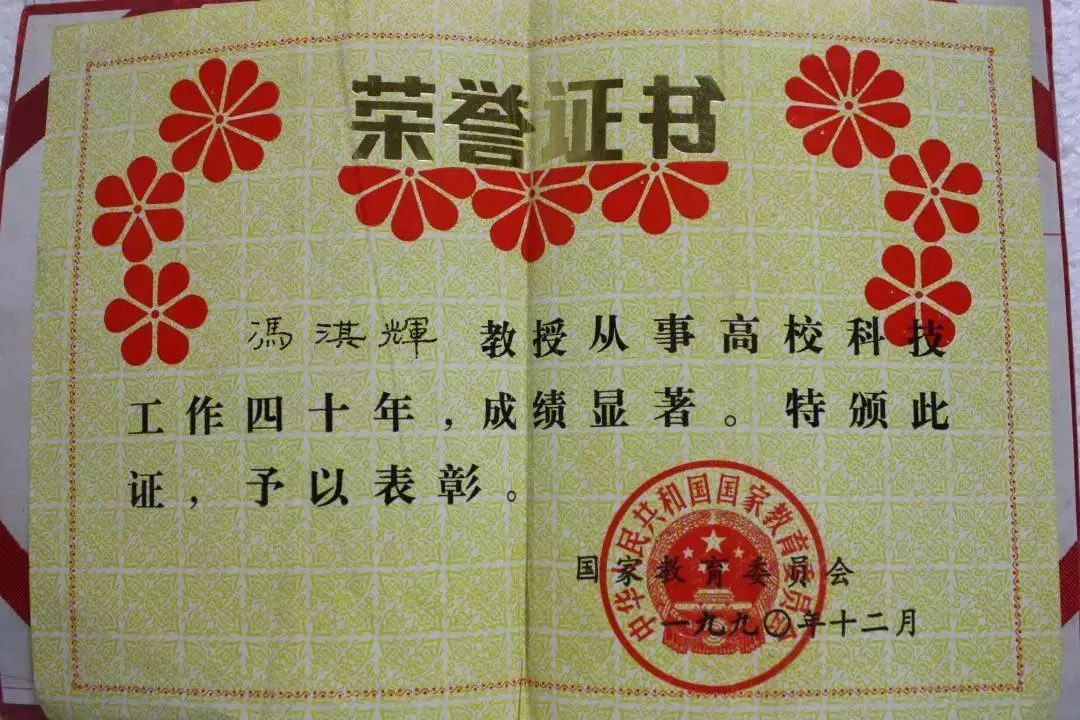 荣誉证书
馮淇輝 教授从事高校科技
工作四十年,成绩显著。特颁此
证,予以表彰。
中华人民共和国国家教育委员会
国家教育委员会
一九九〇年十二月